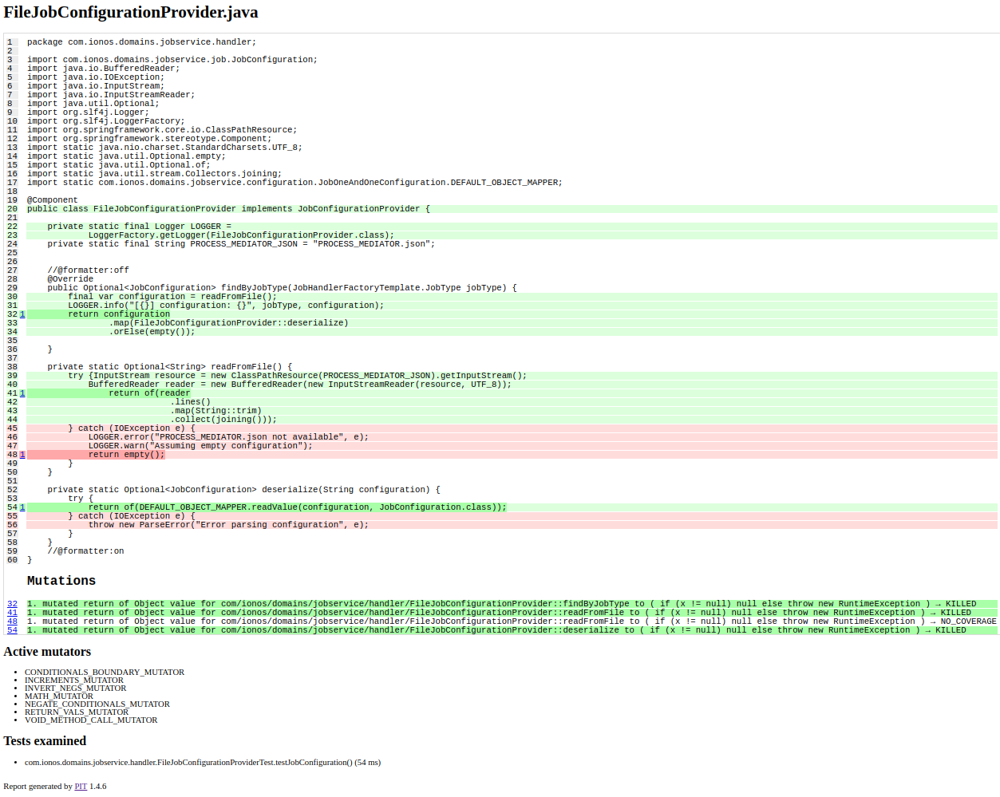 FileJobConfigurationProvider.java
1 package com.ionos.domains.jobservice.handler;
2
3 import com.ionos.domains.jobservice.job.JobConfiguration;
4 import java.io.BufferedReader;
5 import java.io.IOException;
6 import java.io.InputStream;
7 import java.io.InputStreamReader;
8 import java.util.Optional;
9 import org.slf4j.Logger;
10 import org.slf4j.LoggerFactory;
11 import org.springframework.core.io.ClassPathResource;
12 import org.springframework.stereotype.Component;
13 import static java.nio.charset.StandardCharsets.UTF_8;
14 import static java.util.Optional.empty;
15 import static java.util.Optional.of;
16 import static java.util.stream.Collectors.joining;
17 import static com.ionos.domains.jobservice.configuration.JobOneAndOneConfiguration.DEFAULT_OBJECT_MAPPER;
18
19 @Component
20 public class FileJobConfigurationProvider implements JobConfigurationProvider {
21
22     private static final Logger LOGGER =
23             LoggerFactory.getLogger(FileJobConfigurationProvider.class);
24     private static final String PROCESS_MEDIATOR_JSON = "PROCESS_MEDIATOR.json";
25
26
27     //@formatter:off
28     @Override
29     public Optional<JobConfiguration> findByJobType(JobHandlerFactoryTemplate.JobType jobType) {
30         final var configuration = readFromFile();
31         LOGGER.info("[{}] configuration: {}", jobType, configuration);
32 1         return configuration
33                 .map(FileJobConfigurationProvider::deserialize)
34                 .orElse(empty());
35
36     }
37
38     private static Optional<String> readFromFile() {
39         try {InputStream resource = new ClassPathResource(PROCESS_MEDIATOR_JSON).getInputStream();
40             BufferedReader reader = new BufferedReader(new InputStreamReader(resource, UTF_8));
41 1                 return of(reader
42                             .lines()
43                             .map(String::trim)
44                             .collect(joining()));
45         } catch (IOException e) {
46             LOGGER.error("PROCESS_MEDIATOR.json not available", e);
47             LOGGER.warn("Assuming empty configuration");
48 1             return empty();
49         }
50     }
51
52     private static Optional<JobConfiguration> deserialize(String configuration) {
53         try {
54 1             return of(DEFAULT_OBJECT_MAPPER.readValue(configuration, JobConfiguration.class));
55         } catch (IOException e) {
56             throw new ParseError("Error parsing configuration", e);
57         }
58     }
59     //@formatter:on
60 }
Mutations
32 1. mutated return of Object value for com/ionos/domains/jobservice/handler/FileJobConfigurationProvider::findByJobType to ( if (x != null) null else throw new RuntimeException ) → KILLED
41 1. mutated return of Object value for com/ionos/domains/jobservice/handler/FileJobConfigurationProvider::readFromFile to ( if (x != null) null else throw new RuntimeException ) → KILLED
48 1. mutated return of Object value for com/ionos/domains/jobservice/handler/FileJobConfigurationProvider::readFromFile to ( if (x != null) null else throw new RuntimeException ) → NO_COVERAGE
54 1. mutated return of Object value for com/ionos/domains/jobservice/handler/FileJobConfigurationProvider::deserialize to ( if (x != null) null else throw new RuntimeException ) → KILLED
Active mutators
• CONDITIONALS_BOUNDARY_MUTATOR
• INCREMENTS_MUTATOR
• INVERT_NEGS_MUTATOR
• MATH_MUTATOR
• NEGATE_CONDITIONALS_MUTATOR
• RETURN_VALS_MUTATOR
• VOID_METHOD_CALL_MUTATOR
Tests examined
• com.ionos.domains.jobservice.handler.FileJobConfigurationProviderTest.testJobConfiguration() (54 ms)
Report generated by PIT 1.4.6